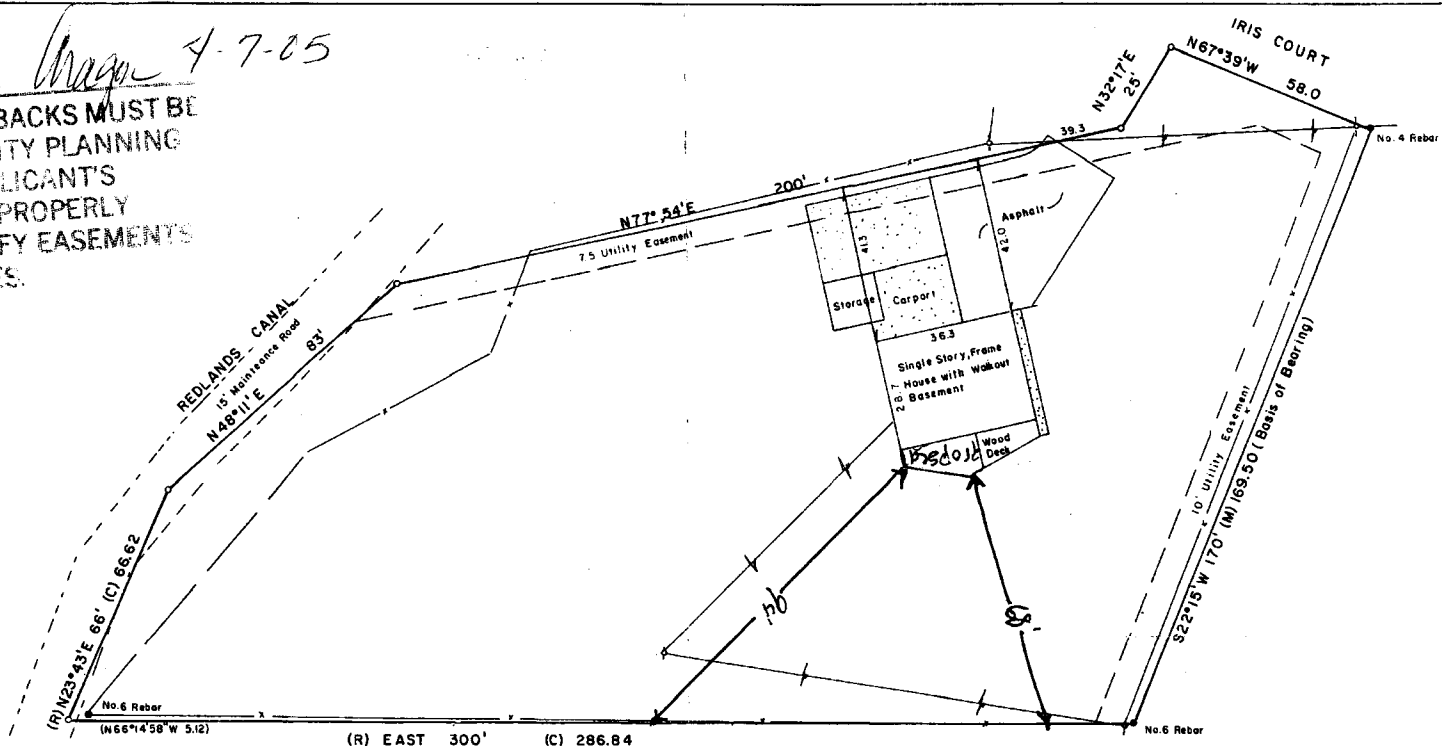 4-7-05
BACKS MUST BE
ITY PLANNING
LICANT'S
PROPERLY
FY EASEMENTS
ES.
IRIS COURT
N67°39'W 58.0
N32°17'E
25'
39.3
No. 4 Rebar
200'
N77°54'E
7.5 Utility Easement
Asphalt
41.3
42.0
Storage
Carport
36.3
Single Story, Frame
House with Walkout
Basement
28.7
Wood
Deck
Proposed
REDLANDS CANAL
15' Mainteance Road
83'
N48°11'E
10' Utility Easement
S22°15'W 170' (M) 169.50 (Basis of Bearing)
(R) N23°43'E 66' (C) 66.62
No.6 Rebar
(N66°14'58"W 5.12)
(R) EAST 300' (C) 286.84
No.6 Rebar